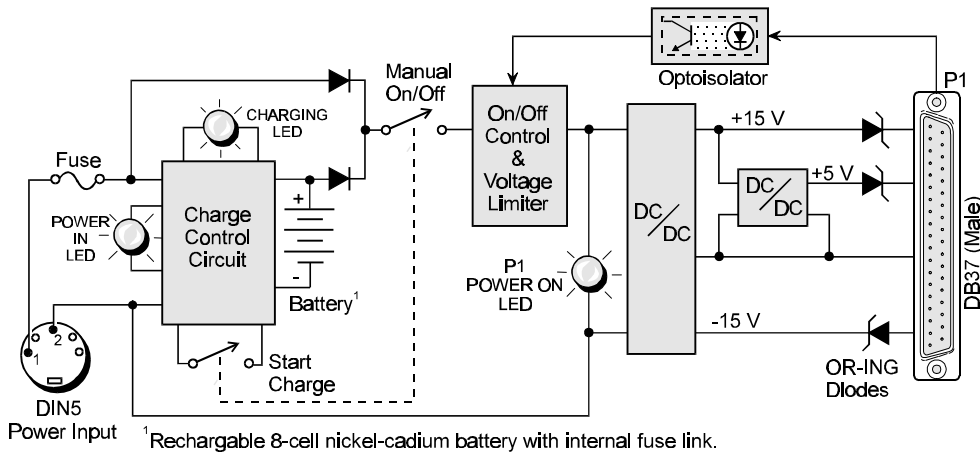 Optoisolator
P1
Manual
On/Off
CHARGING
LED
On/Off
Control
&
Voltage
Limiter
+15 V
Fuse
+5 V
DC/DC
DC/DC
POWER
IN
LED
Charge
Control
Circuit
+
-
Battery¹
P1
POWER ON
LED
DB37 (Male)
-15 V
1
2
Start
Charge
OR-ING
Diodes
DIN5
Power Input
¹Rechargable 8-cell nickel-cadium battery with internal fuse link.